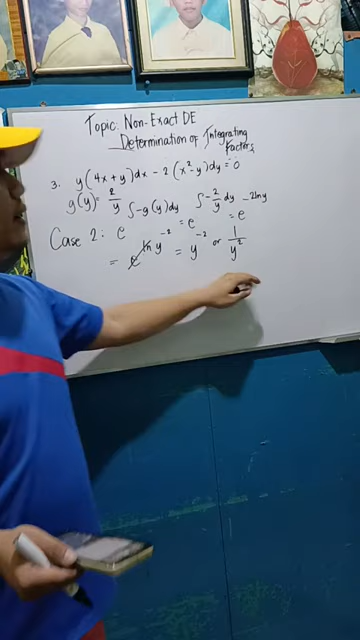 Topic: Non-Exact DE
Determination of Integrating
Factors
3. y(4x+y)dx - 2(x²-y)dy = 0
g(y) = 2/y
Case 2: e^∫-g(y)dy = e^∫-2/y dy = e^-2lny
= e^ln y^-2 = y^-2 or 1/y²